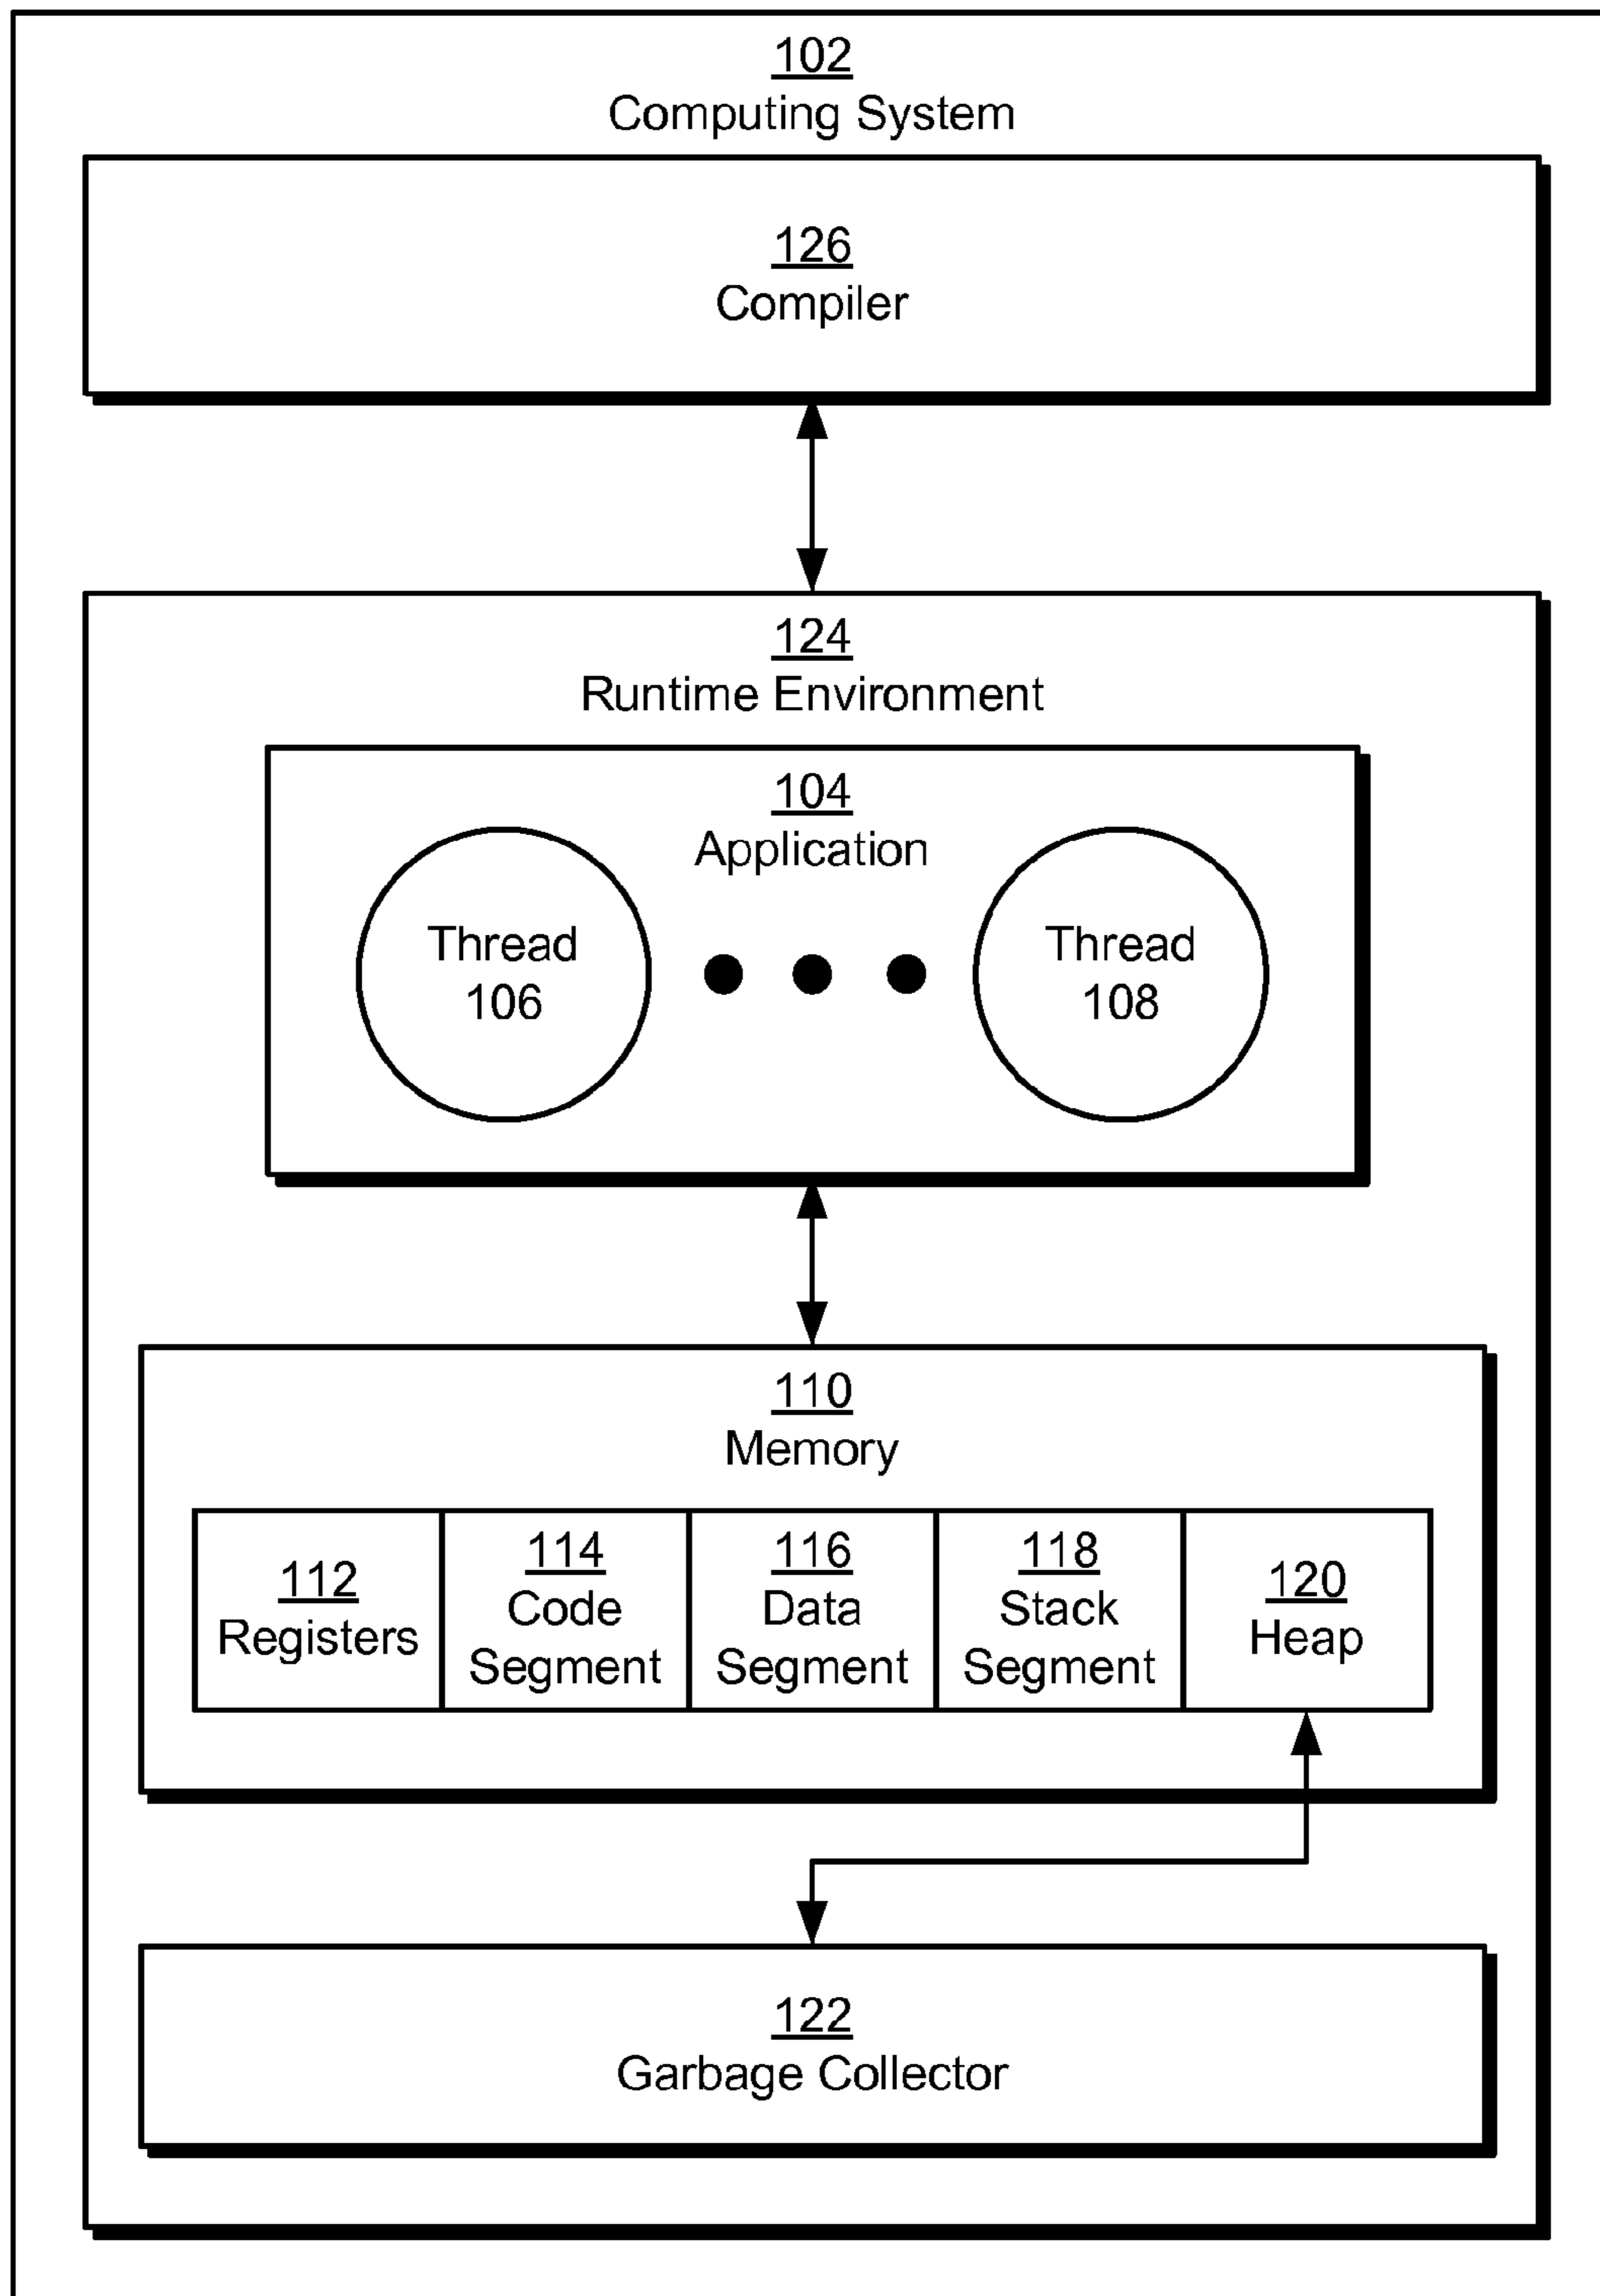 102
Computing System
126
Compiler
124
Runtime Environment
104
Application
Thread
106
Thread
108
110
Memory
112
Registers
114
Code
Segment
116
Data
Segment
118
Stack
Segment
120
Heap
122
Garbage Collector